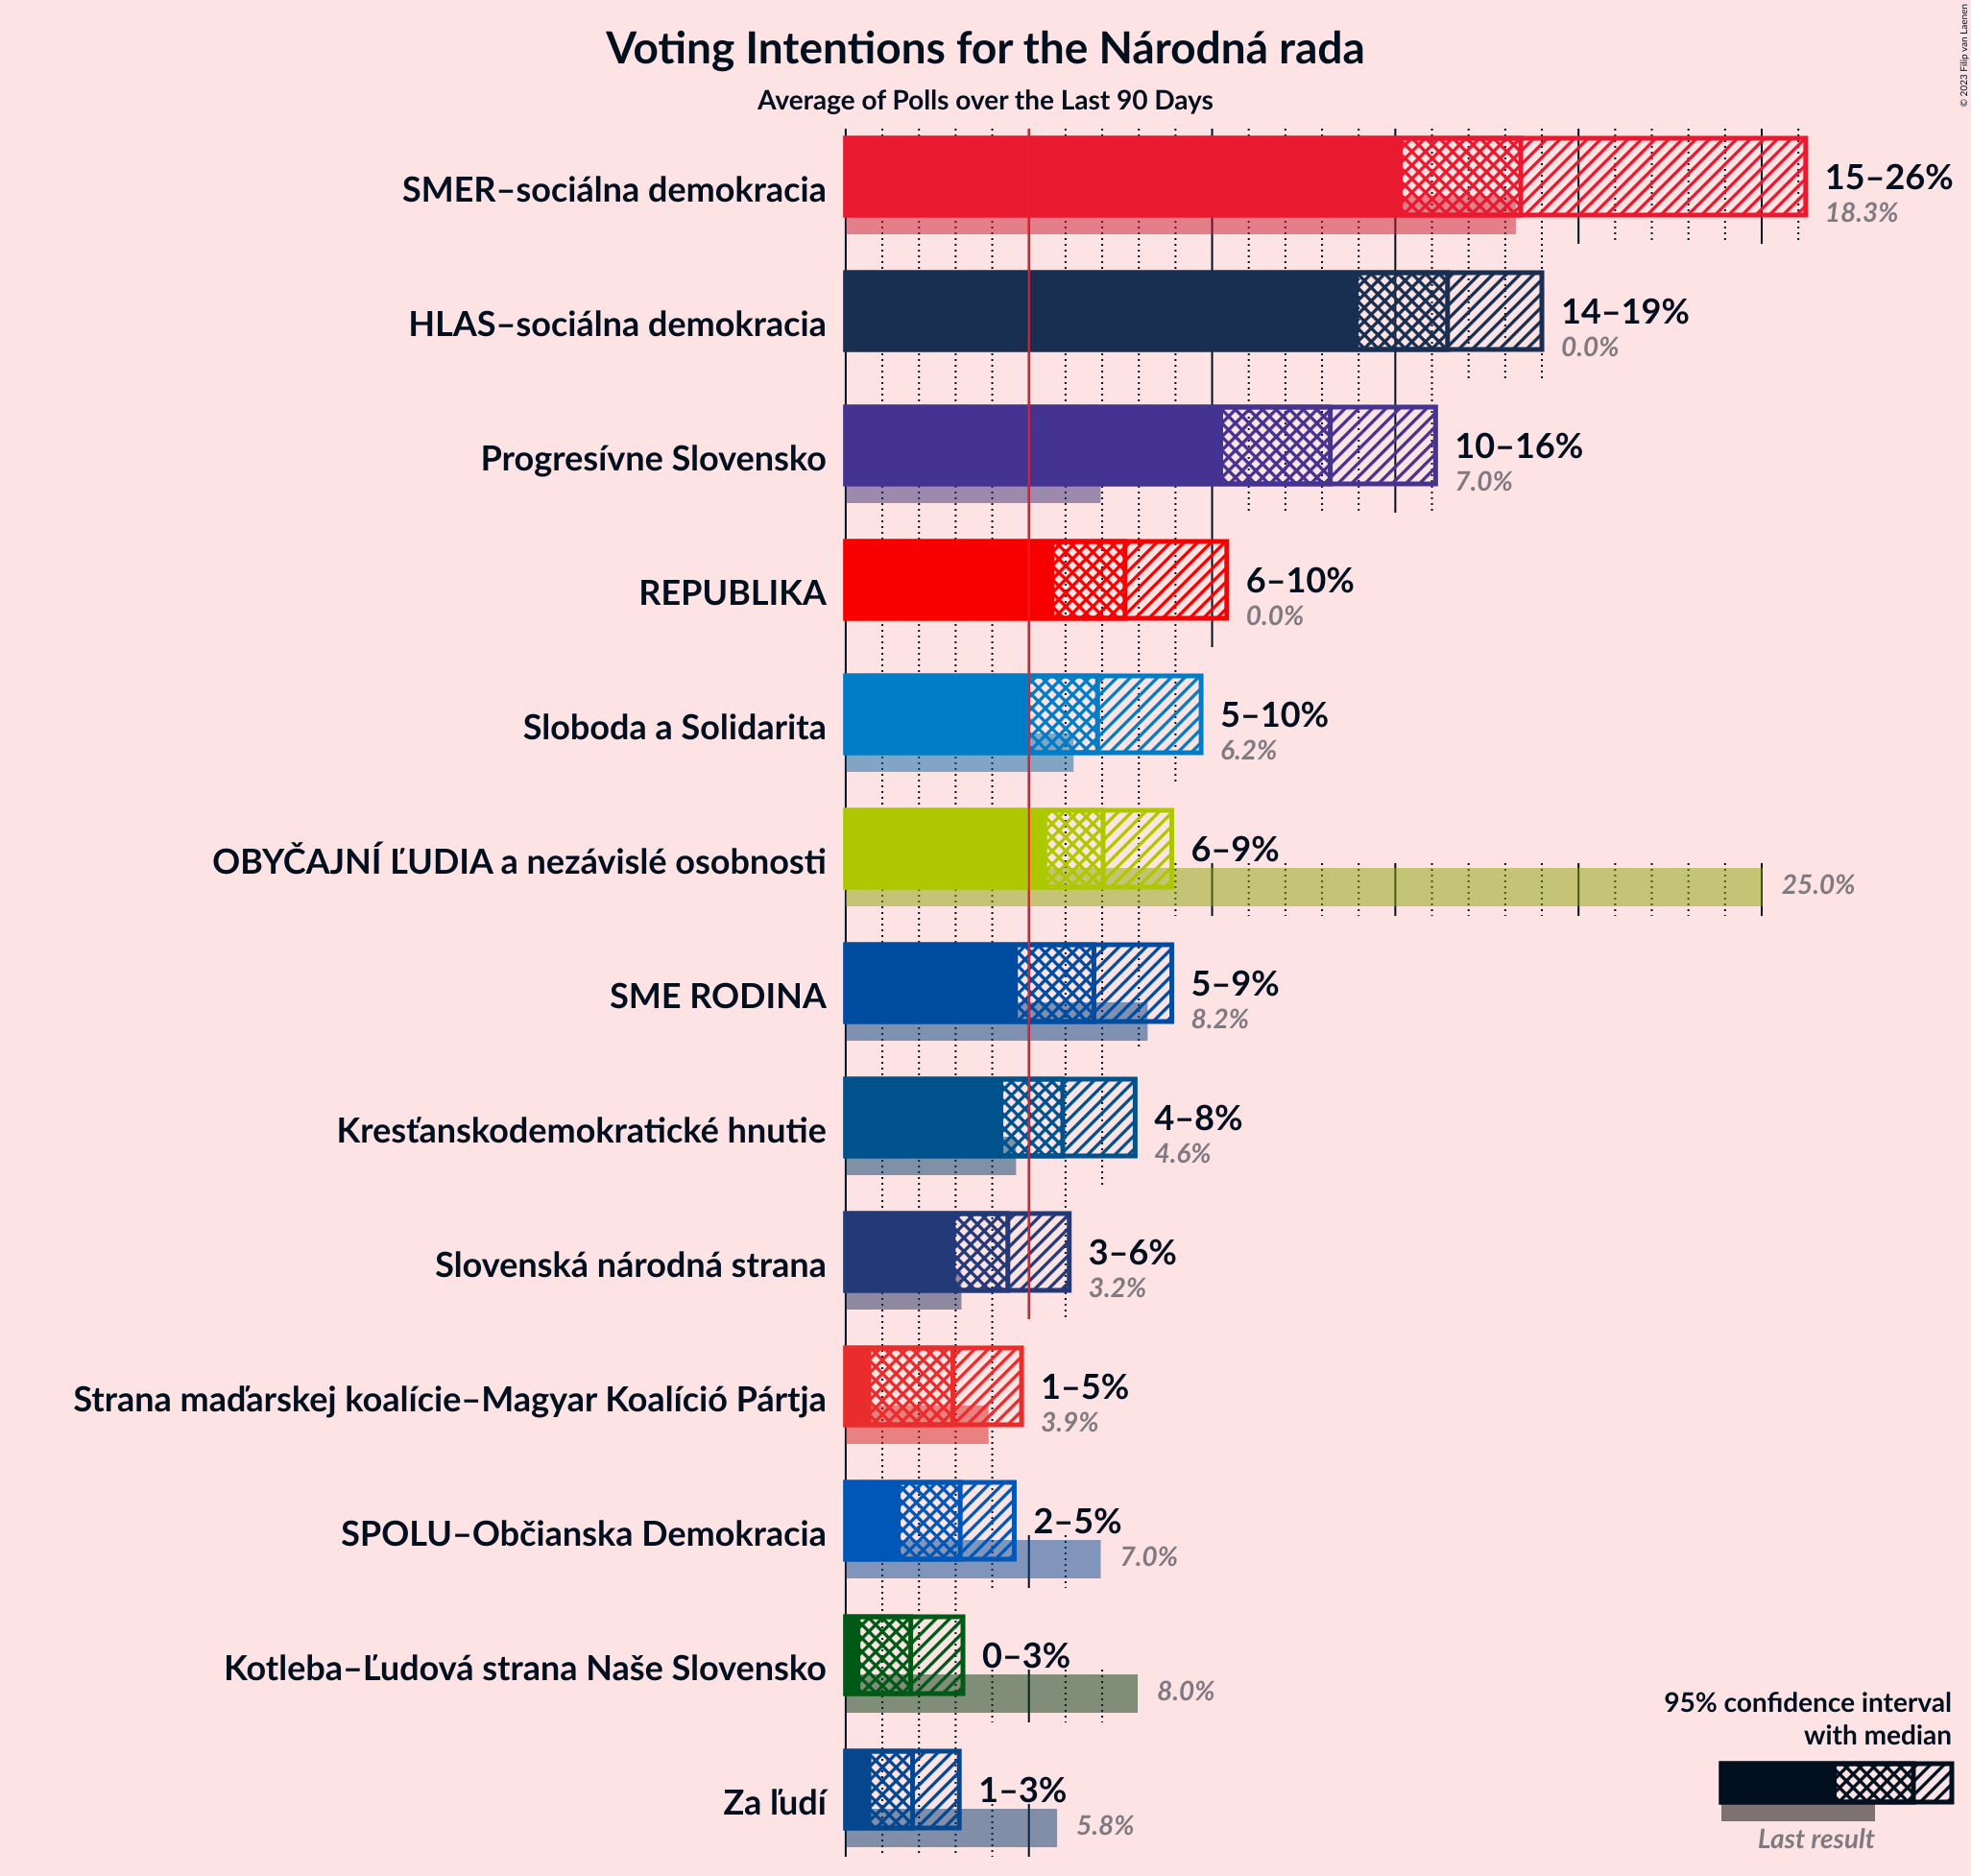 © 2023 Filip van Laenen
Voting Intentions for the Národná rada
Average of Polls over the Last 90 Days
SMER–sociálna demokracia
15–26%
18.3%
HLAS–sociálna demokracia
14–19%
0.0%
Progresívne Slovensko
10–16%
7.0%
REPUBLIKA
6–10%
0.0%
Sloboda a Solidarita
5–10%
6.2%
OBYČAJNÍ ĽUDIA a nezávislé osobnosti
6–9%
25.0%
SME RODINA
5–9%
8.2%
Kresťanskodemokratické hnutie
4–8%
4.6%
Slovenská národná strana
3–6%
3.2%
Strana maďarskej koalície–Magyar Koalíció Pártja
1–5%
3.9%
SPOLU–Občianska Demokracia
2–5%
7.0%
Kotleba–Ľudová strana Naše Slovensko
0–3%
8.0%
Za ľudí
1–3%
5.8%
95% confidence interval
with median
Last result